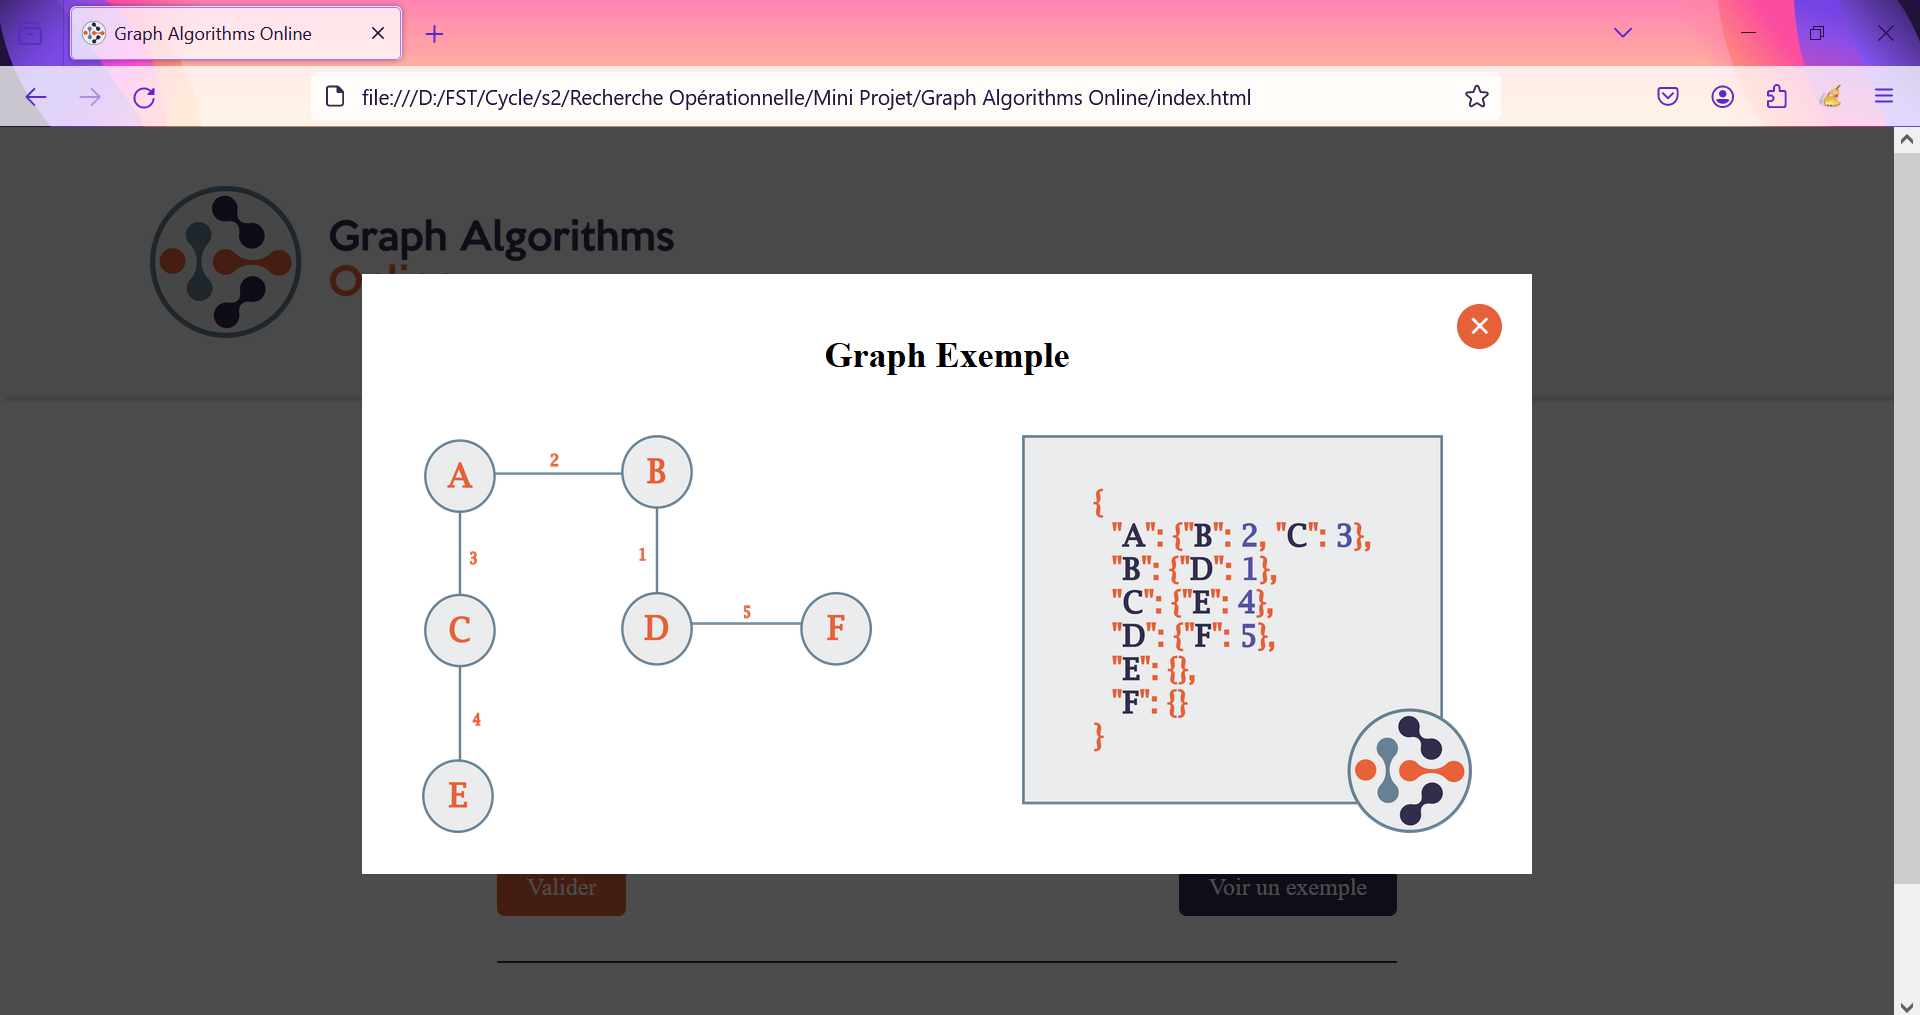 Graph Algorithms Online
file:///D:/FST/Cycle/s2/Recherche Opérationnelle/Mini Projet/Graph Algorithms Online/index.html
Graph Algorithms
Graph Exemple
A
2
B
3
1
C
D
5
F
4
E
{
"A": {"B": 2, "C": 3},
"B": {"D": 1},
"C": {"E": 4},
"D": {"F": 5},
"E": {},
"F": {}
}
Valider
Voir un exemple